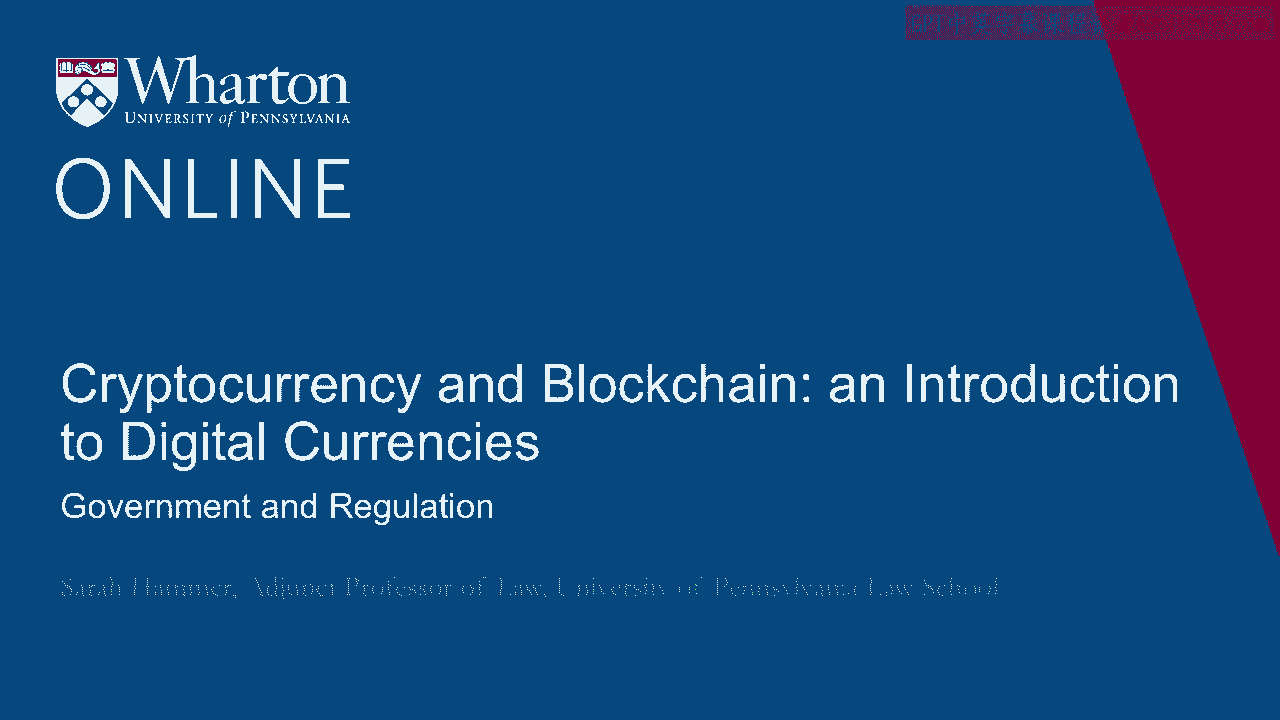 Wharton
UNIVERSITY of PENNSYLVANIA
ONLINE
Cryptocurrency and Blockchain: an Introduction
to Digital Currencies
Government and Regulation
Sarah Hammer, Adjunct Professor of Law, University of Pennsylvania Law School